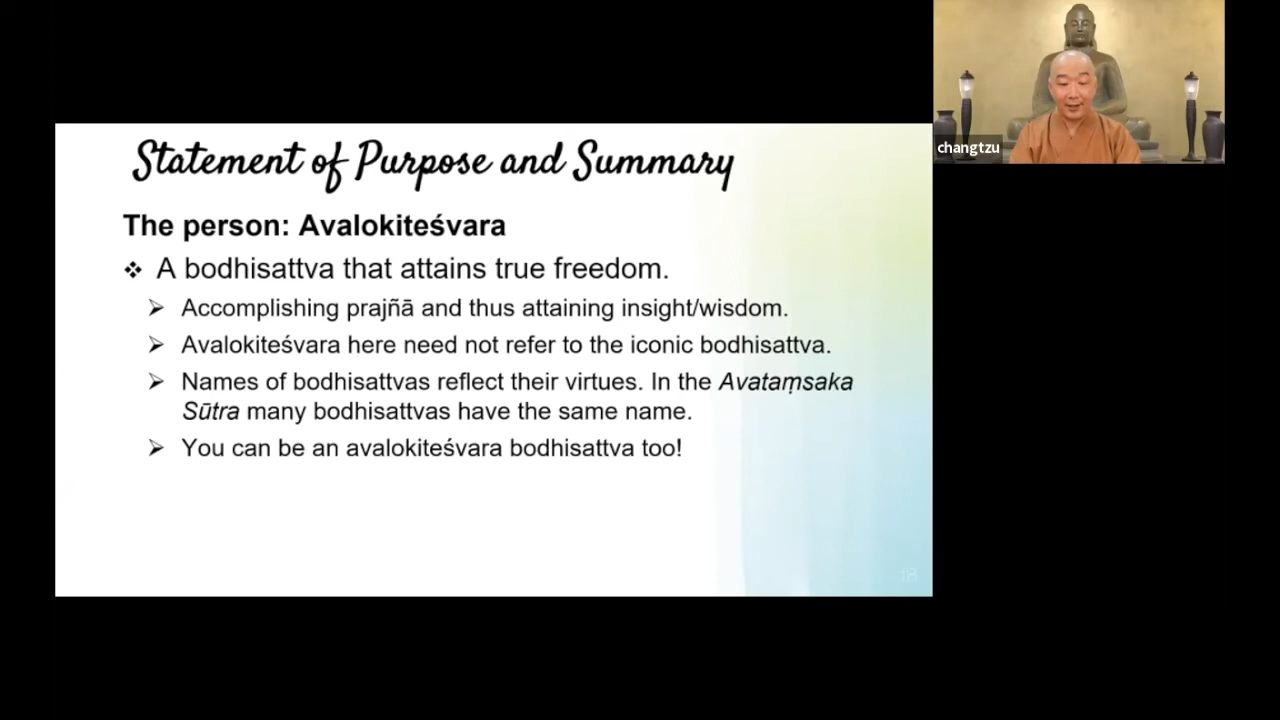 changtzu
Statement of Purpose and Summary
The person: Avalokiteśvara
❖ A bodhisattva that attains true freedom.
➢ Accomplishing prajñā and thus attaining insight/wisdom.
➢ Avalokiteśvara here need not refer to the iconic bodhisattva.
➢ Names of bodhisattvas reflect their virtues. In the Avataṃsaka
Sūtra many bodhisattvas have the same name.
➢ You can be an avalokiteśvara bodhisattva too!
18